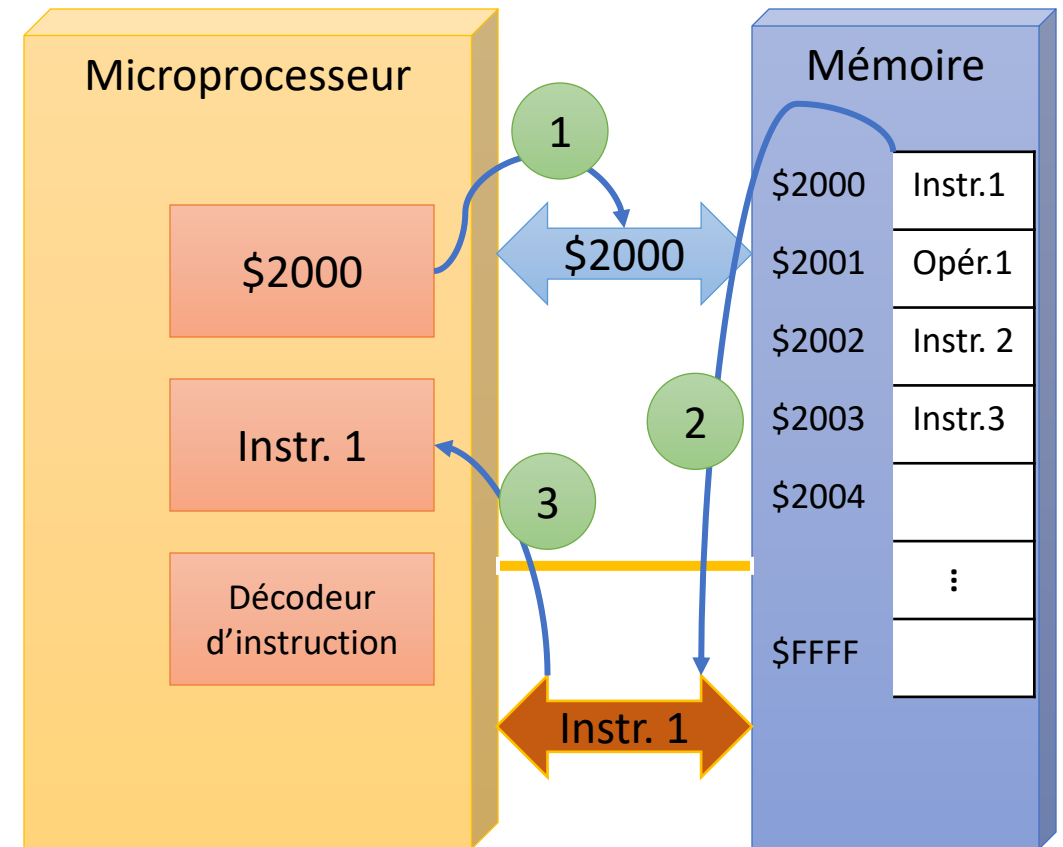 Microprocesseur
Mémoire
1
$2000
$2000
$2000 Instr.1
$2001 Opér.1
$2002 Instr. 2
$2003 Instr.3
$2004
⋮
$FFFF
2
Instr. 1
3
Décodeur
d’instruction
Instr. 1